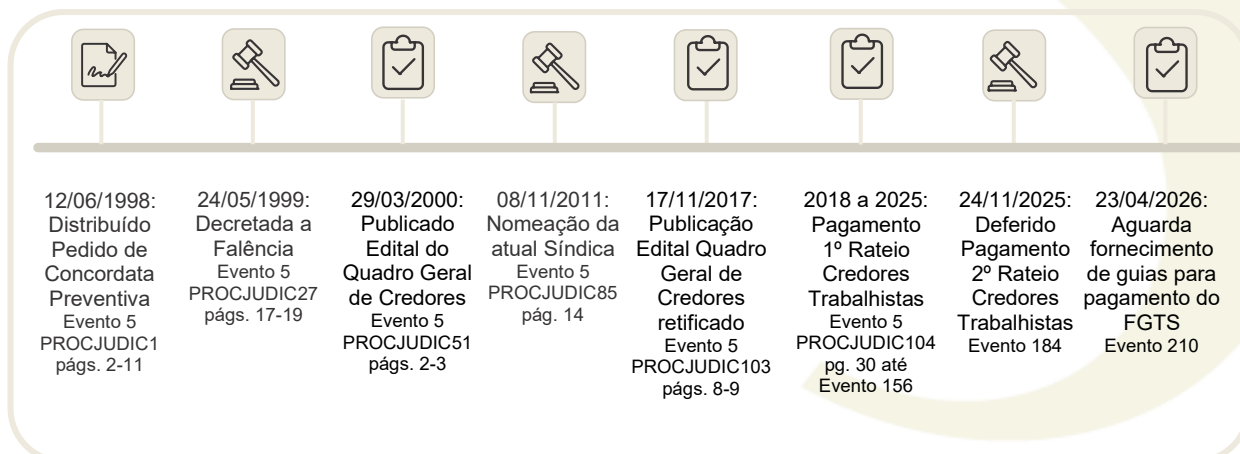 12/06/1998:
Distribuído
Pedido de
Concordata
Preventiva
Evento 5
PROCJUDIC1
págs. 2-11
24/05/1999:
Decretada a
Falência
Evento 5
PROCJUDIC27
págs. 17-19
29/03/2000:
Publicado
Edital do
Quadro Geral
de Credores
Evento 5
PROCJUDIC51
págs. 2-3
08/11/2011:
Nomeação da
atual Síndica
Evento 5
PROCJUDIC85
pág. 14
17/11/2017:
Publicação
Edital Quadro
Geral de
Credores
retificado
Evento 5
PROCJUDIC103
págs. 8-9
2018 a 2025:
Pagamento
1º Rateio
Credores
Trabalhistas
Evento 5
PROCJUDIC104
pg. 30 até
Evento 156
24/11/2025:
Deferido
Pagamento
2º Rateio
Credores
Trabalhistas
Evento 184
23/04/2026:
Aguarda
fornecimento
de guias para
pagamento do
FGTS
Evento 210